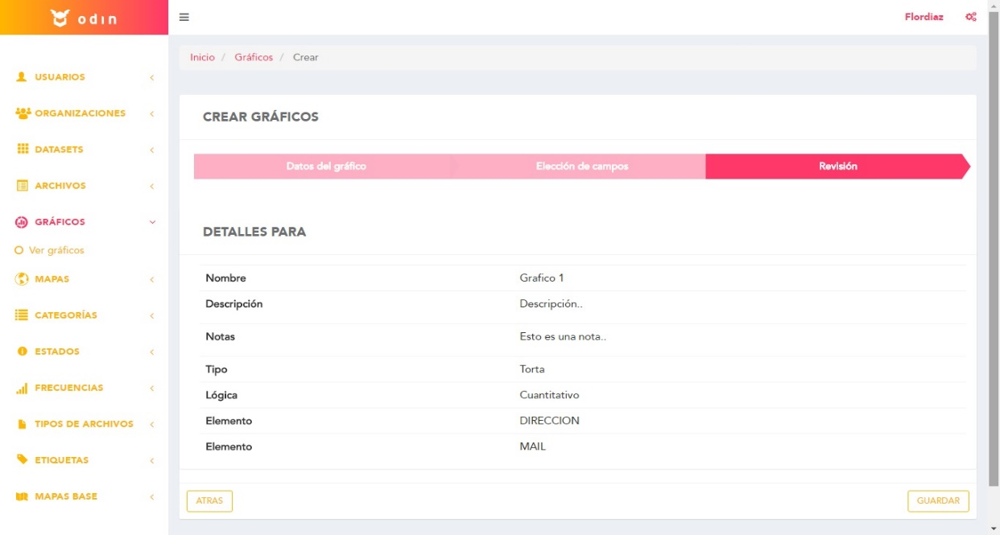 odin
Flordiaz
Inicio / Gráficos / Crear
USUARIOS
ORGANIZACIONES
DATASETS
ARCHIVOS
GRÁFICOS
Ver gráficos
MAPAS
CATEGORÍAS
ESTADOS
FRECUENCIAS
TIPOS DE ARCHIVOS
ETIQUETAS
MAPAS BASE
CREAR GRÁFICOS
Datos del gráfico
Elección de campos
Revisión
DETALLES PARA
Nombre Grafico 1
Descripción Descripción..
Notas Esto es una nota..
Tipo Torta
Lógica Cuantitativo
Elemento DIRECCION
Elemento MAIL
ATRAS
GUARDAR